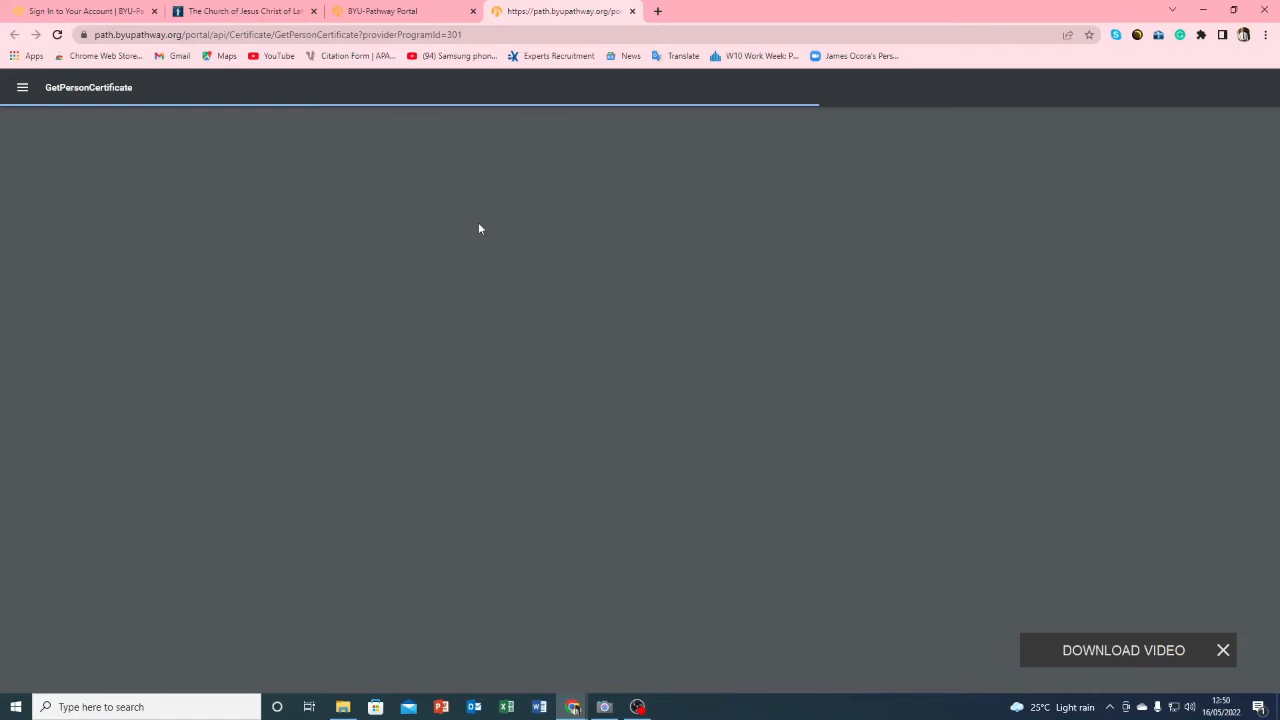 Sign In to Your Account | BYU-Pa
The Church of Jesus Christ of Lat
BYU-Pathway Portal
https://path.byupathway.org/po
path.byupathway.org/portal/api/Certificate/GetPersonCertificate?providerProgramId=301
Apps
Chrome Web Store...
Gmail
Maps
YouTube
Citation Form | APA...
(94) Samsung phon...
Experts Recruitment
News
Translate
W10 Work Week: P...
James Ocora's Pers...
GetPersonCertificate
DOWNLOAD VIDEO
Type here to search
25°C Light rain
12:50
16/05/2022